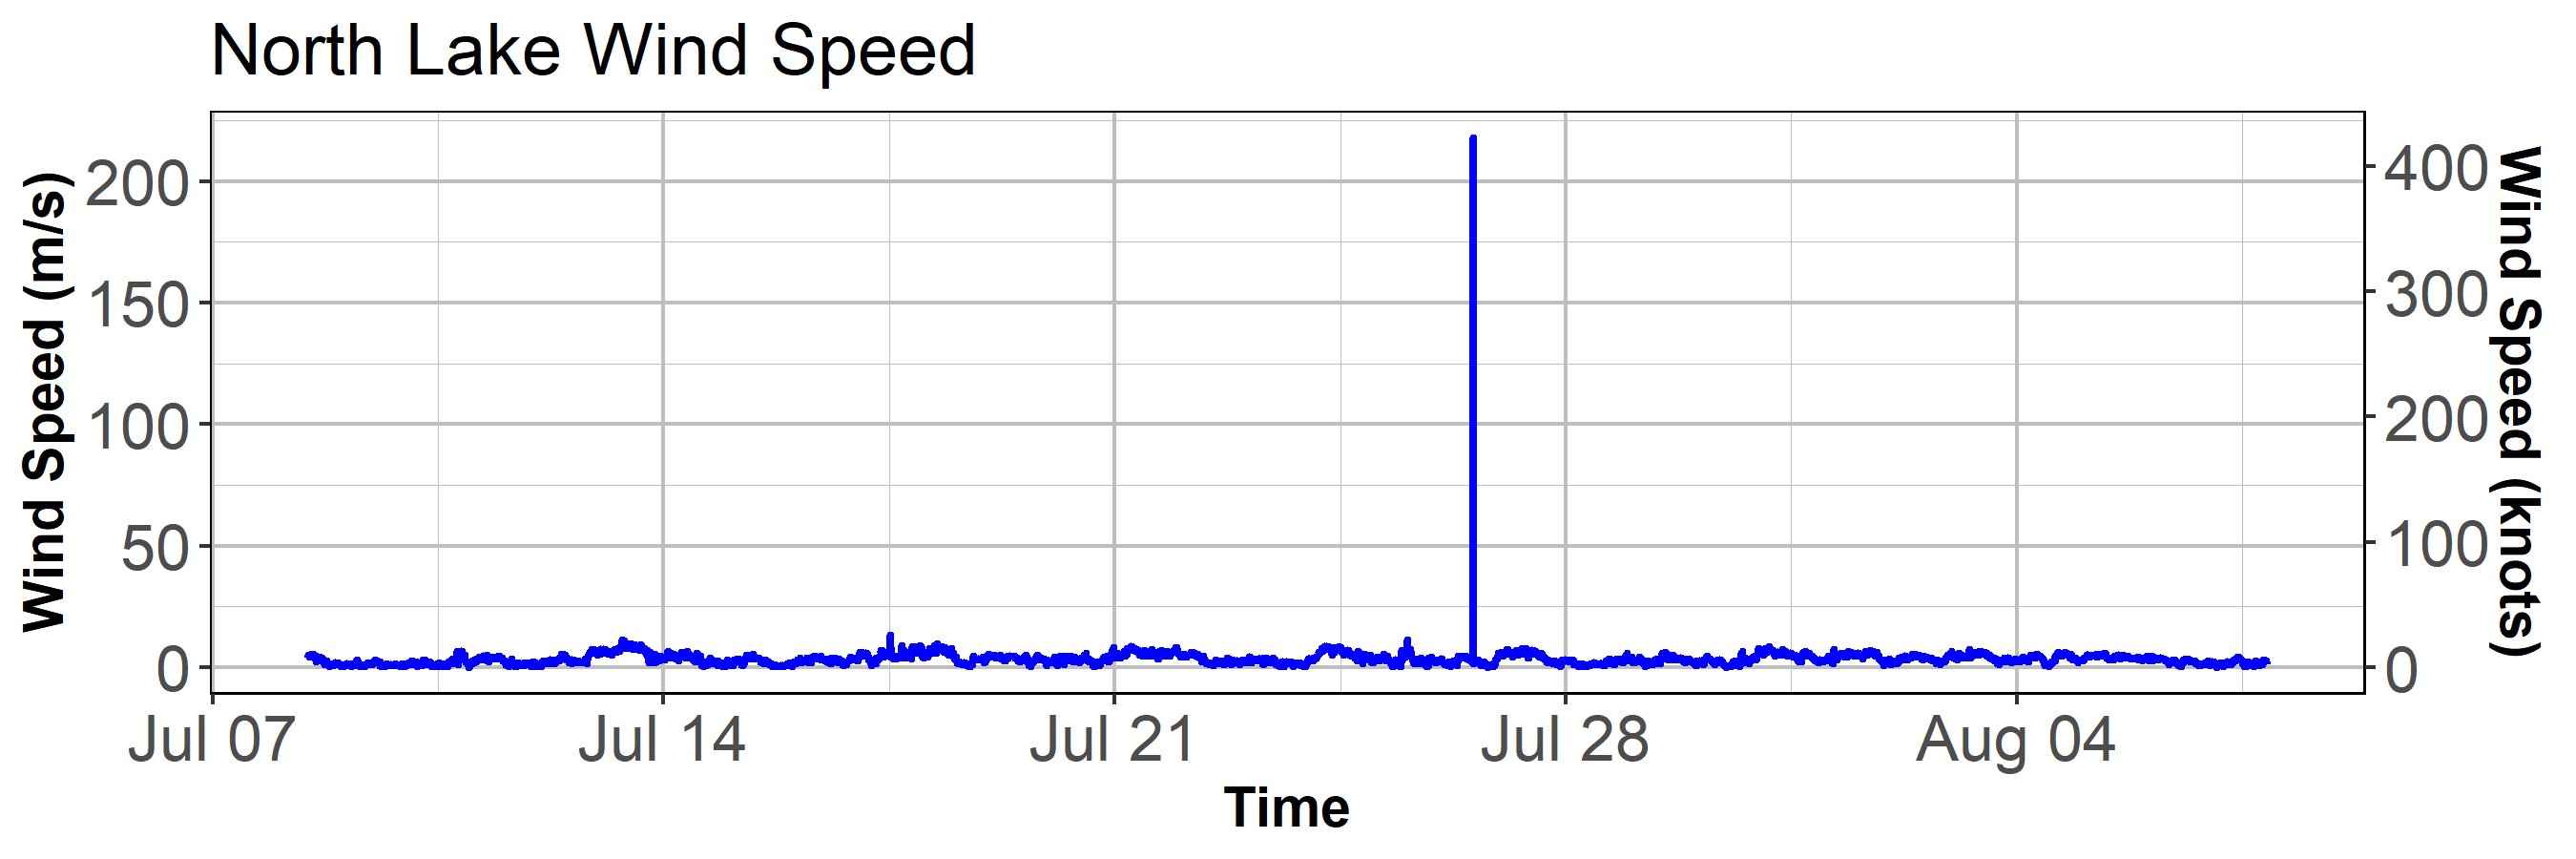 North Lake Wind Speed
Wind Speed (m/s)
200
150
100
50
0
400
300
200
100
0
Wind Speed (knots)
Jul 07 Jul 14 Jul 21 Jul 28 Aug 04
Time